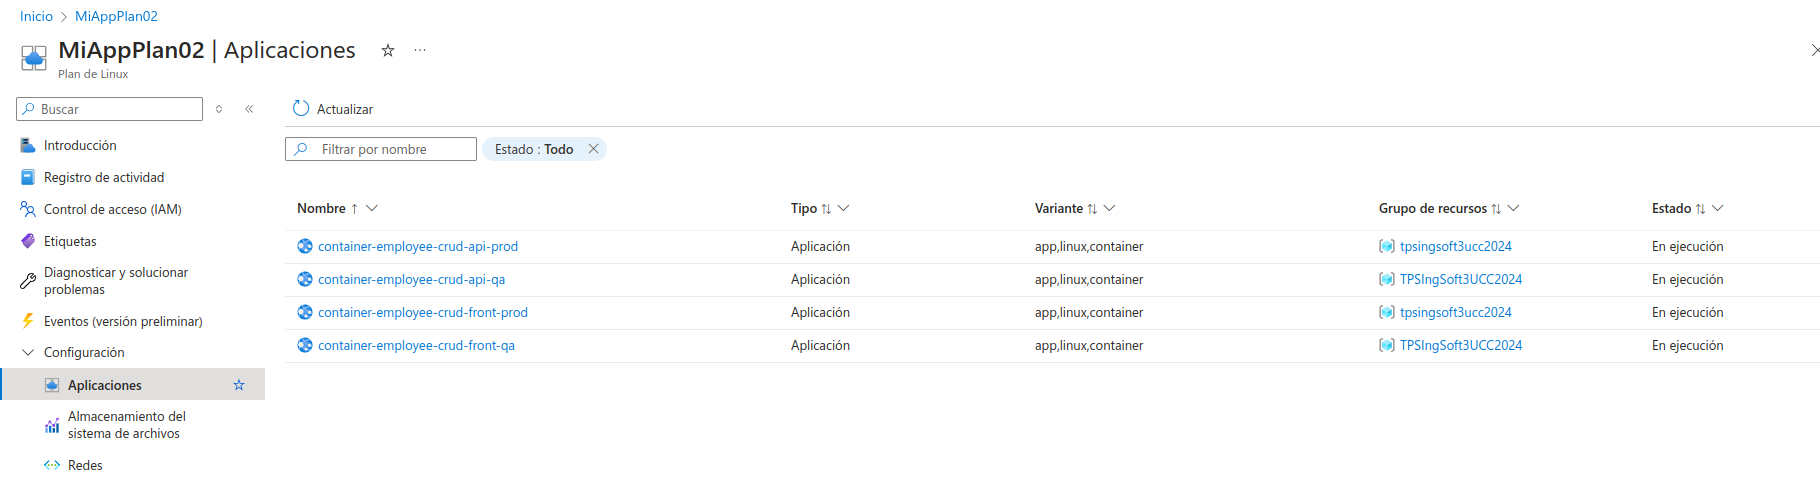 Inicio > MiAppPlan02
MiAppPlan02 | Aplicaciones
Plan de Linux
Buscar
Actualizar
Introducción
Filtrar por nombre
Estado : Todo
Registro de actividad
Control de acceso (IAM)
Etiquetas
Diagnosticar y solucionar
problemas
Eventos (versión preliminar)
Configuración
Aplicaciones
Almacenamiento del
sistema de archivos
Redes
Nombre Tipo Variante Grupo de recursos Estado
container-employee-crud-api-prod Aplicación app,linux,container tpsingsoft3ucc2024 En ejecución
container-employee-crud-api-qa Aplicación app,linux,container TPSIngSoft3UCC2024 En ejecución
container-employee-crud-front-prod Aplicación app,linux,container tpsingsoft3ucc2024 En ejecución
container-employee-crud-front-qa Aplicación app,linux,container TPSIngSoft3UCC2024 En ejecución